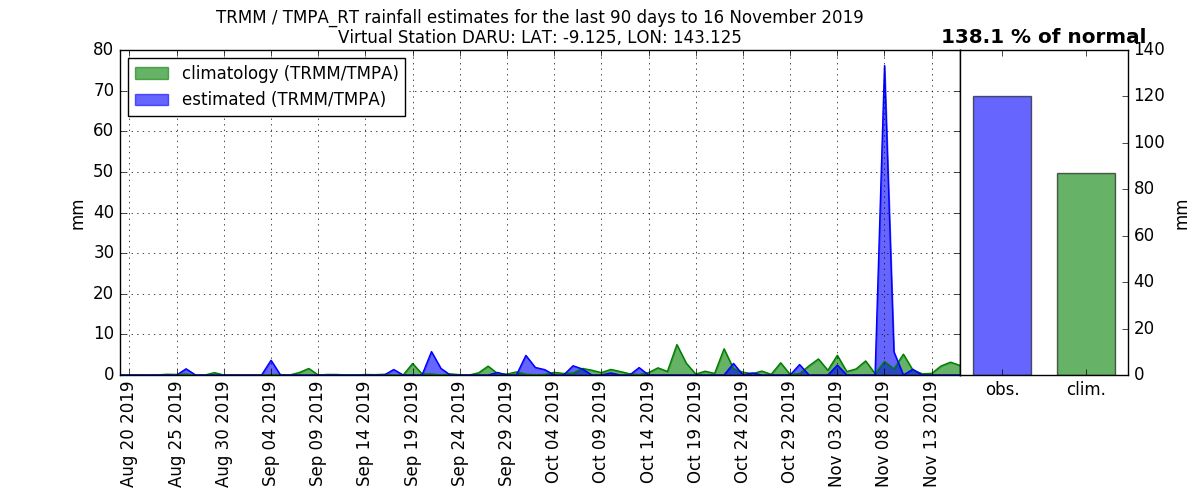 TRMM / TMPA_RT rainfall estimates for the last 90 days to 16 November 2019
Virtual Station DARU: LAT: -9.125, LON: 143.125
138.1 % of normal
climatology (TRMM/TMPA)
estimated (TRMM/TMPA)
mm
80
70
60
50
40
30
20
10
0
Aug 20 2019
Aug 25 2019
Aug 30 2019
Sep 04 2019
Sep 09 2019
Sep 14 2019
Sep 19 2019
Sep 24 2019
Sep 29 2019
Oct 04 2019
Oct 09 2019
Oct 14 2019
Oct 19 2019
Oct 24 2019
Oct 29 2019
Nov 03 2019
Nov 08 2019
Nov 13 2019
obs.
clim.
140
120
100
80
60
40
20
0
mm